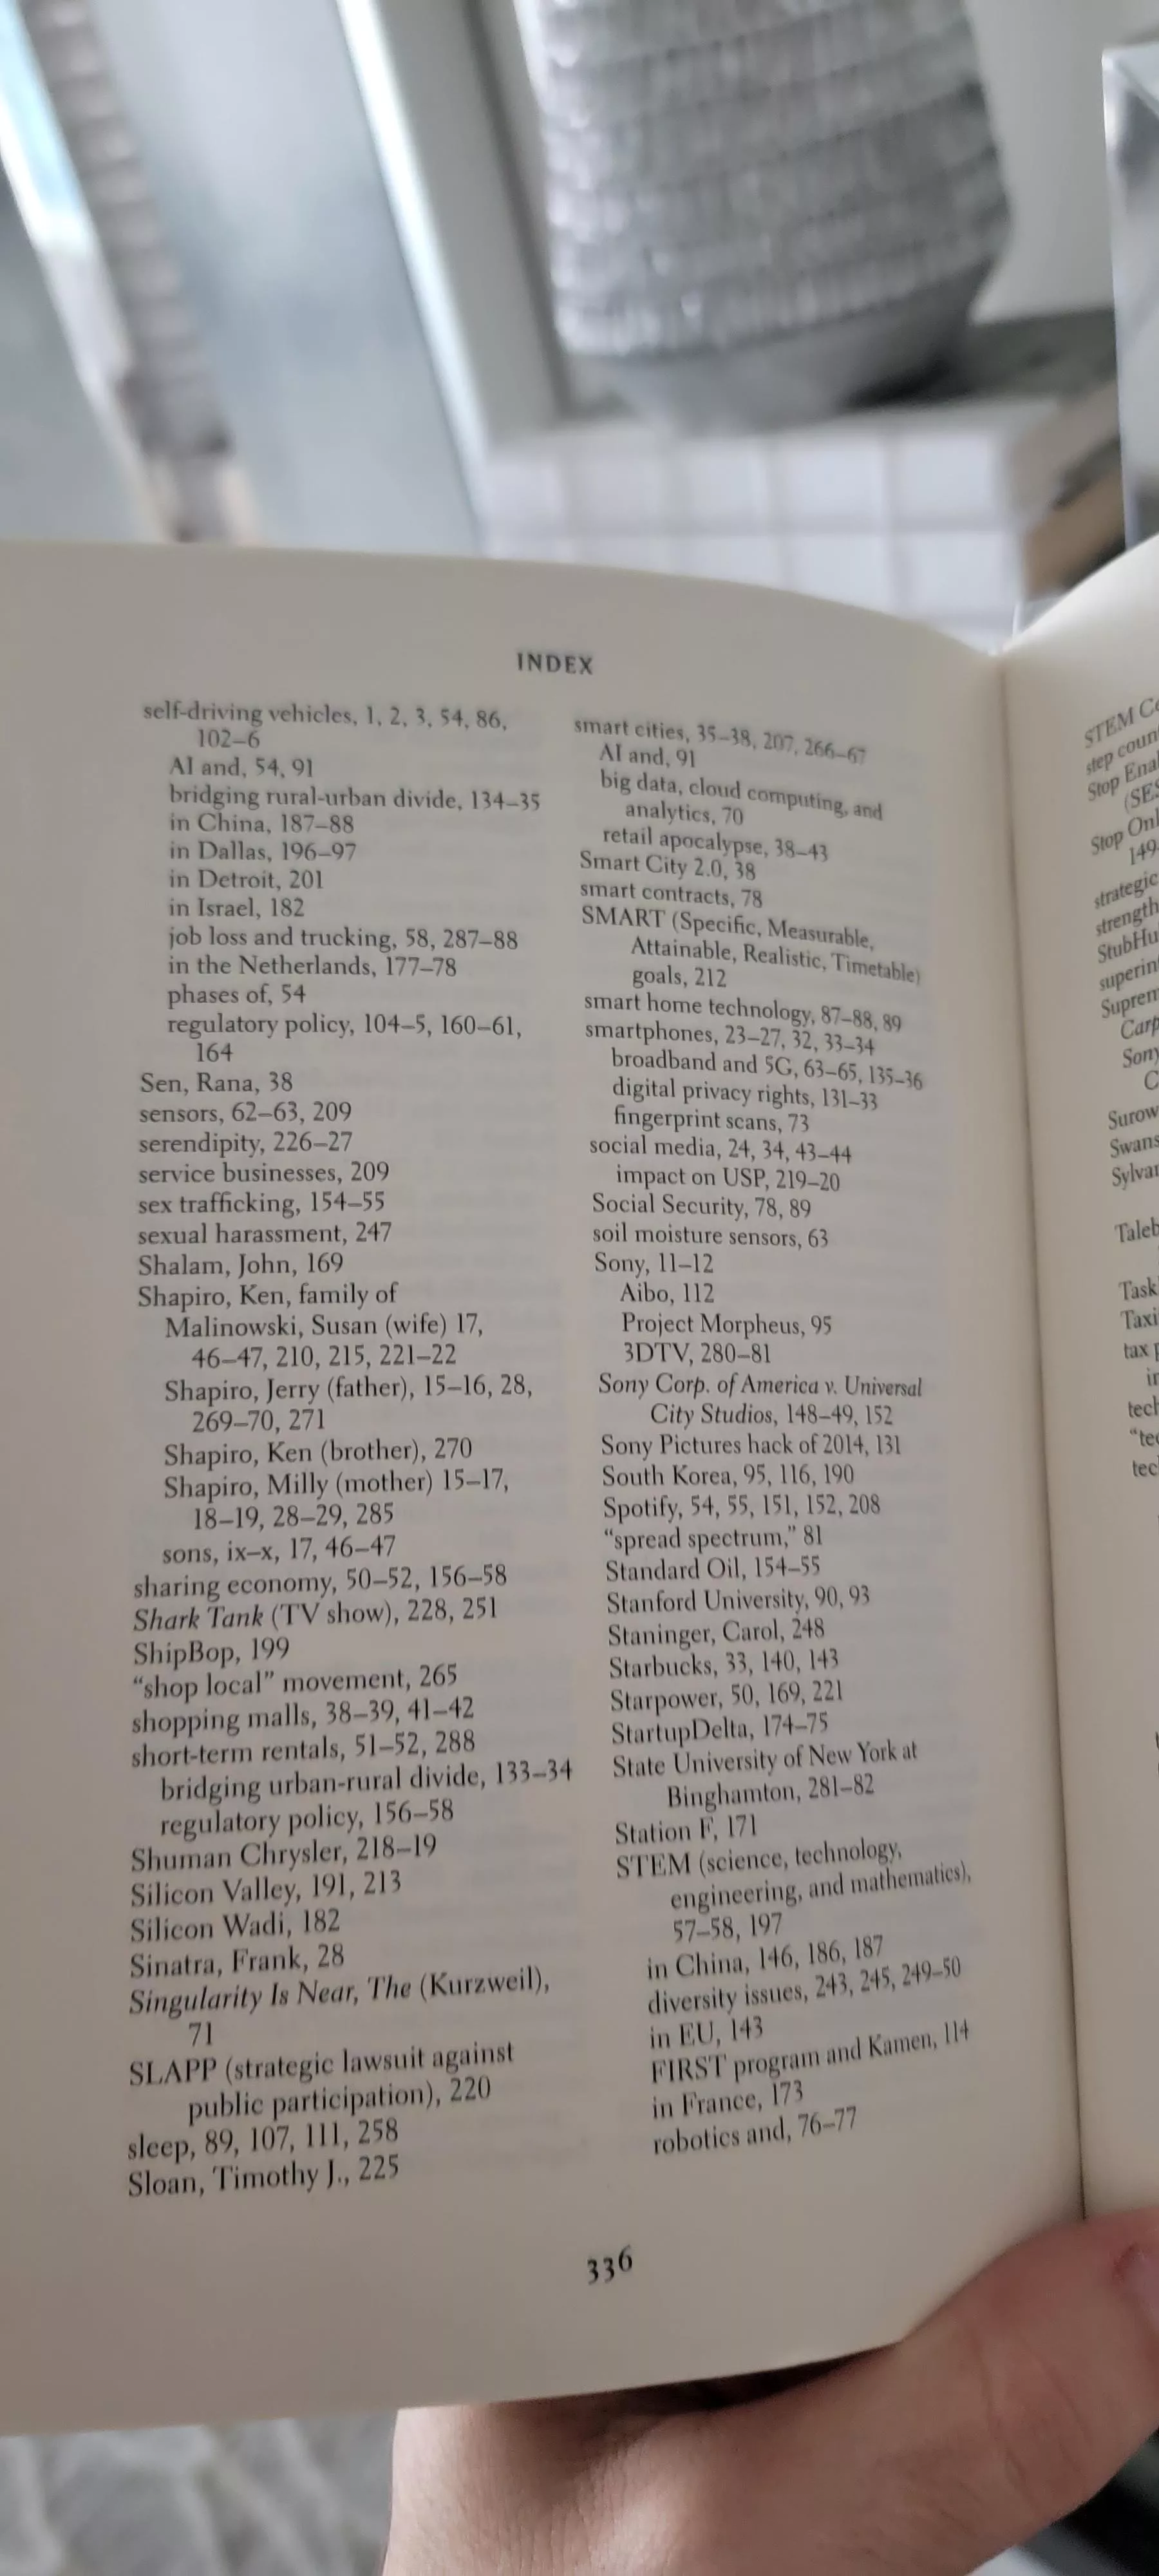 INDEX
self-driving vehicles, 1, 2, 3, 54, 86,
102–6
AI and, 54, 91
bridging rural-urban divide, 134–35
in China, 187–88
in Dallas, 196–97
in Detroit, 201
in Israel, 182
job loss and trucking, 58, 287–88
in the Netherlands, 177–78
phases of, 54
regulatory policy, 104–5, 160–61,
164
Sen, Rana, 38
sensors, 62–63, 209
serendipity, 226–27
service businesses, 209
sex trafficking, 154–55
sexual harassment, 247
Shalam, John, 169
Shapiro, Ken, family of
Malinowski, Susan (wife) 17,
46–47, 210, 215, 221–22
Shapiro, Jerry (father), 15–16, 28,
269–70, 271
Shapiro, Ken (brother), 270
Shapiro, Milly (mother) 15–17,
18–19, 28–29, 285
sons, ix–x, 17, 46–47
sharing economy, 50–52, 156–58
Shark Tank (TV show), 228, 251
ShipBop, 199
“shop local” movement, 265
shopping malls, 38–39, 41–42
short-term rentals, 51–52, 288
bridging urban-rural divide, 133–34
regulatory policy, 156–58
Shuman Chrysler, 218–19
Silicon Valley, 191, 213
Silicon Wadi, 182
Sinatra, Frank, 28
Singularity Is Near, The (Kurzweil),
71
SLAPP (strategic lawsuit against
public participation), 220
sleep, 89, 107, 111, 258
Sloan, Timothy J., 225
smart cities, 35–38, 207, 266–67
AI and, 91
big data, cloud computing, and
analytics, 70
retail apocalypse, 38–43
Smart City 2.0, 38
smart contracts, 78
SMART (Specific, Measurable,
Attainable, Realistic, Timetable)
goals, 212
smart home technology, 87–88, 89
smartphones, 23–27, 32, 33–34
broadband and 5G, 63–65, 135–36
digital privacy rights, 131–33
fingerprint scans, 73
social media, 24, 34, 43–44
impact on USP, 219–20
Social Security, 78, 89
soil moisture sensors, 63
Sony, 11–12
Aibo, 112
Project Morpheus, 95
3DTV, 280–81
Sony Corp. of America v. Universal
City Studios, 148–49, 152
Sony Pictures hack of 2014, 131
South Korea, 95, 116, 190
Spotify, 54, 55, 151, 152, 208
“spread spectrum,” 81
Standard Oil, 154–55
Stanford University, 90, 93
Staninger, Carol, 248
Starbucks, 33, 140, 143
Starpower, 50, 169, 221
StartupDelta, 174–75
State University of New York at
Binghamton, 281–82
Station F, 171
STEM (science, technology,
engineering, and mathematics),
57–58, 197
in China, 146, 186, 187
diversity issues, 243, 245, 249–50
in EU, 143
FIRST program and Kamen, 114
in France, 173
robotics and, 76–77
336
STEM
step
Stop
Stop
149
strategic
strength
Sony
Task
tax